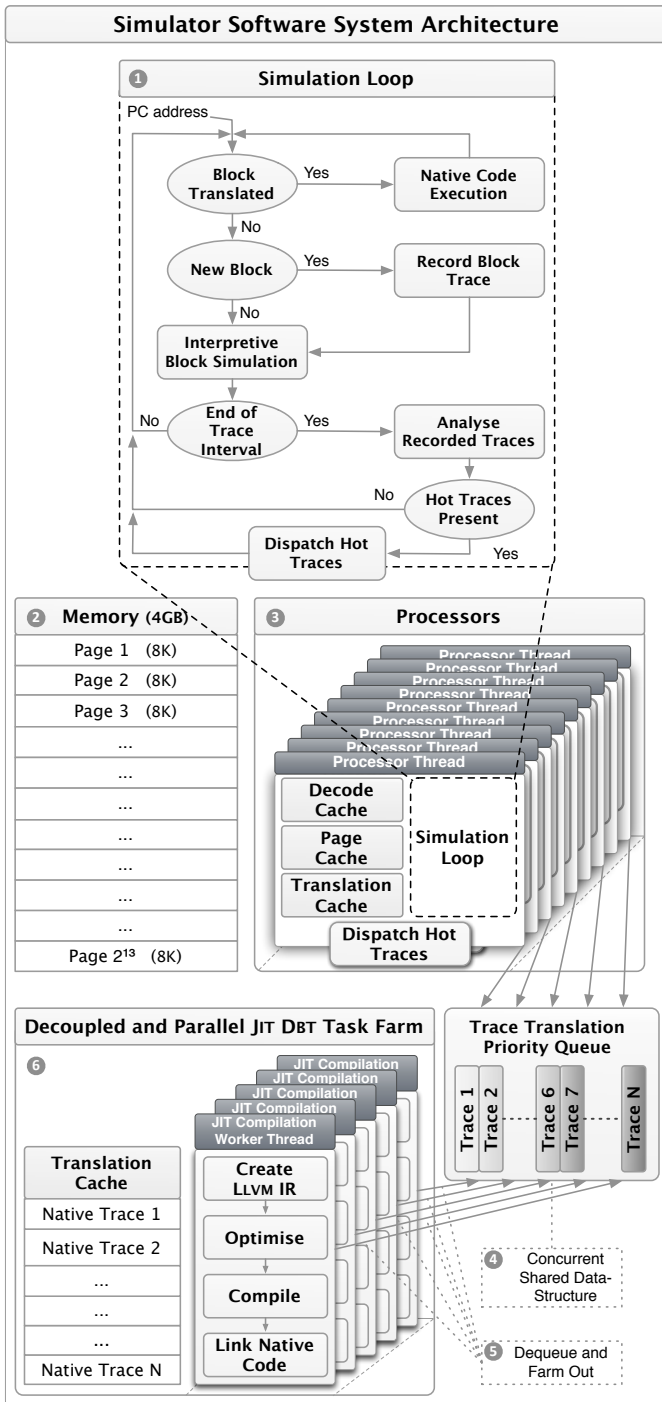 Simulator Software System Architecture
1 Simulation Loop
PC address
Block
Translated
Yes
Native Code
Execution
No
New Block
Yes
Record Block
Trace
No
Interpretive
Block Simulation
No
End of
Trace
Interval
Yes
Analyse
Recorded Traces
No
Hot Traces
Present
Dispatch Hot
Traces
Yes
2 Memory (4GB)
Page 1 (8K)
Page 2 (8K)
Page 3 (8K)
...
...
...
...
...
...
...
Page 2¹³ (8K)
3 Processors
Processor Thread
Processor Thread
Processor Thread
Processor Thread
Processor Thread
Processor Thread
Processor Thread
Processor Thread
Processor Thread
Decode
Cache
Page
Cache
Translation
Cache
Simulation
Loop
Dispatch Hot
Traces
Decoupled and Parallel JIT DBT Task Farm
6
JIT Compilation
JIT Compilation
JIT Compilation
JIT Compilation
JIT Compilation
Worker Thread
Create
LLVM IR
Optimise
Compile
Link Native
Code
Translation
Cache
Native Trace 1
Native Trace 2
...
...
...
Native Trace N
Trace Translation
Priority Queue
Trace 1
Trace 2
Trace 6
Trace 7
Trace N
4 Concurrent
Shared Data-
Structure
5 Dequeue and
Farm Out